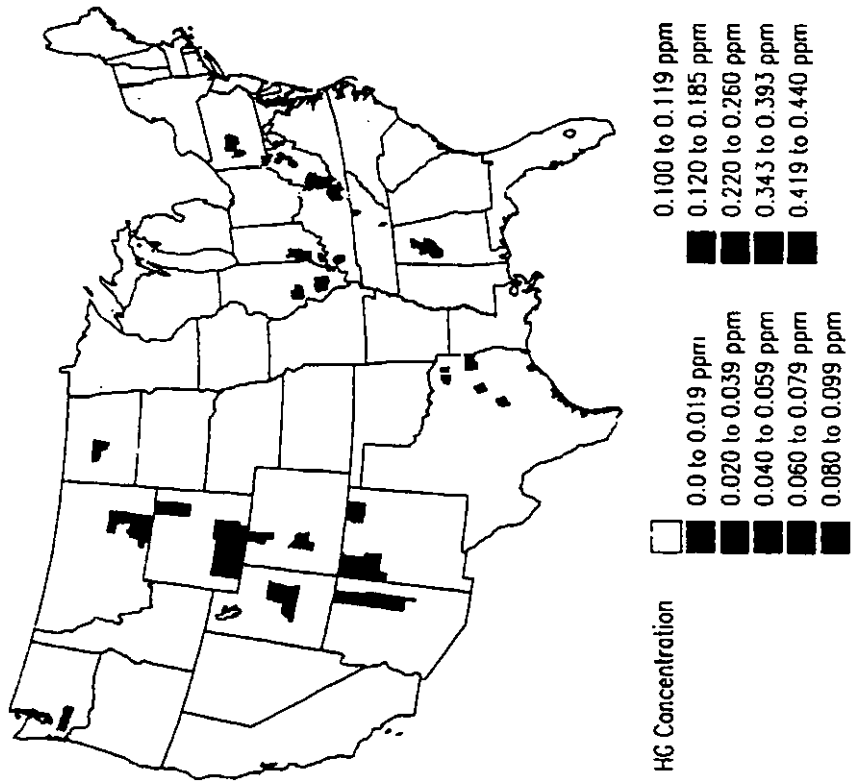 HG Concentration
0.0 to 0.019 ppm
0.020 to 0.039 ppm
0.040 to 0.059 ppm
0.060 to 0.079 ppm
0.080 to 0.099 ppm
0.100 to 0.119 ppm
0.120 to 0.185 ppm
0.220 to 0.260 ppm
0.343 to 0.393 ppm
0.419 to 0.440 ppm